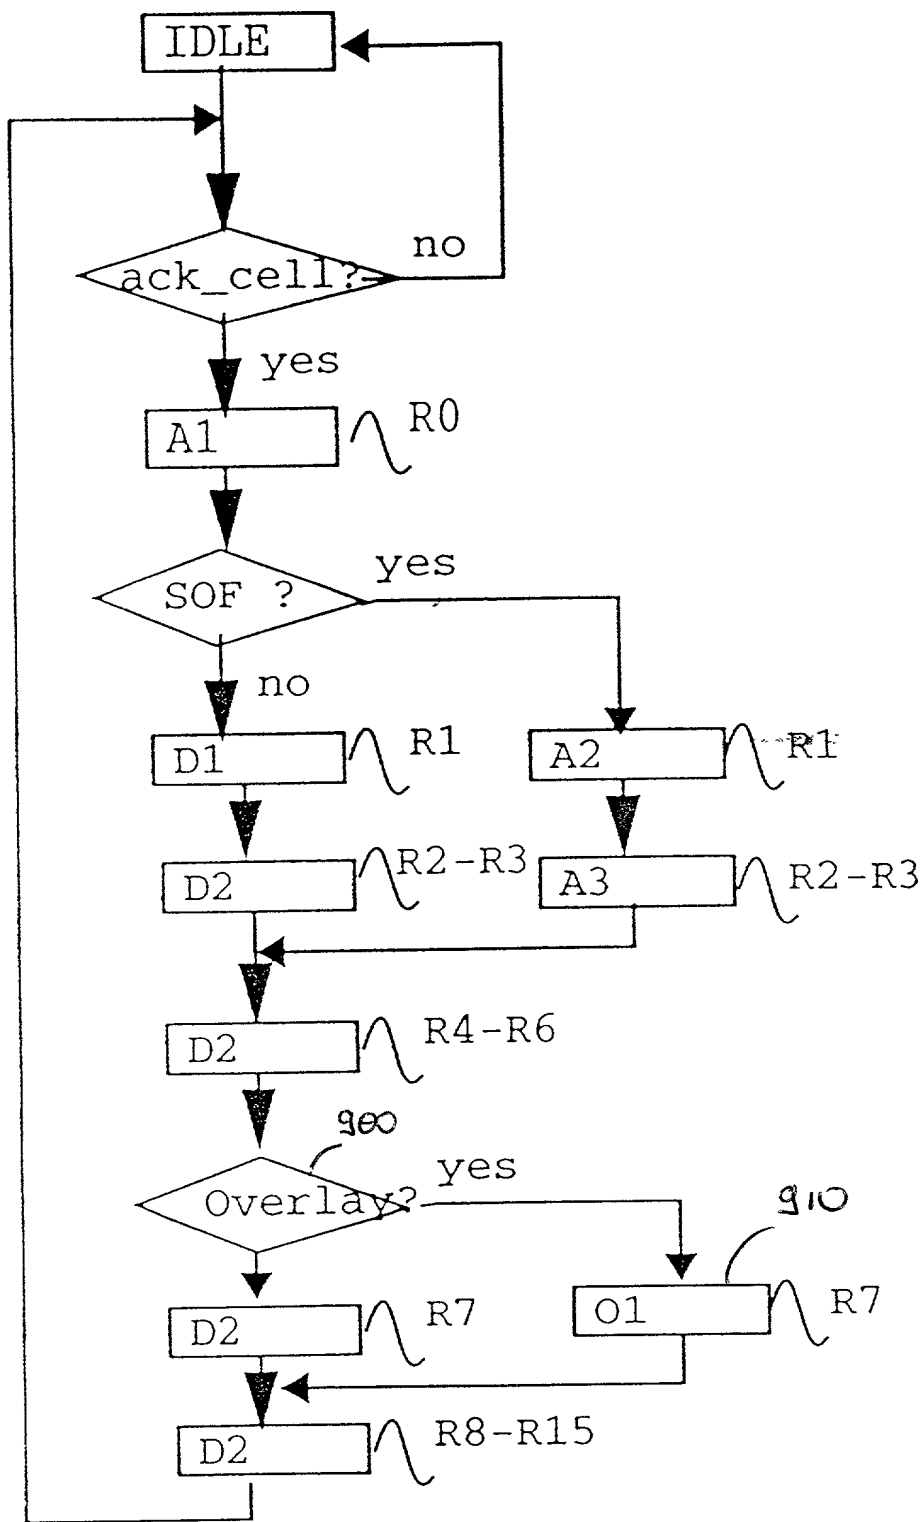 IDLE
no
ack_cell?
yes
A1
R0
yes
SOF ?
no
D1
R1
A2
R1
D2
R2-R3
A3
R2-R3
D2
R4-R6
900
yes
Overlay?
910
D2
R7
O1
R7
D2
R8-R15